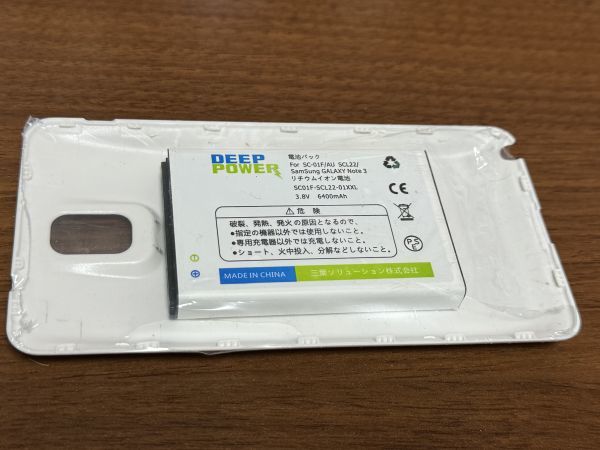 DEEP
POWER
電池パック
For SC-01F/AU SCL22/
SamSung GALAXY Note 3
リチウムイオン電池
SC01F-SCL22-01XXL
3.8V 6400mAh
CE
⚠ 危険
破裂、発熱、発火の原因となるので、
●指定の機器以外では使用しないこと。
●専用充電器以外では充電しないこと。
●ショート、火中投入、分解などしないこと。
PSE
MADE IN CHINA
三葉ソリューション株式会社